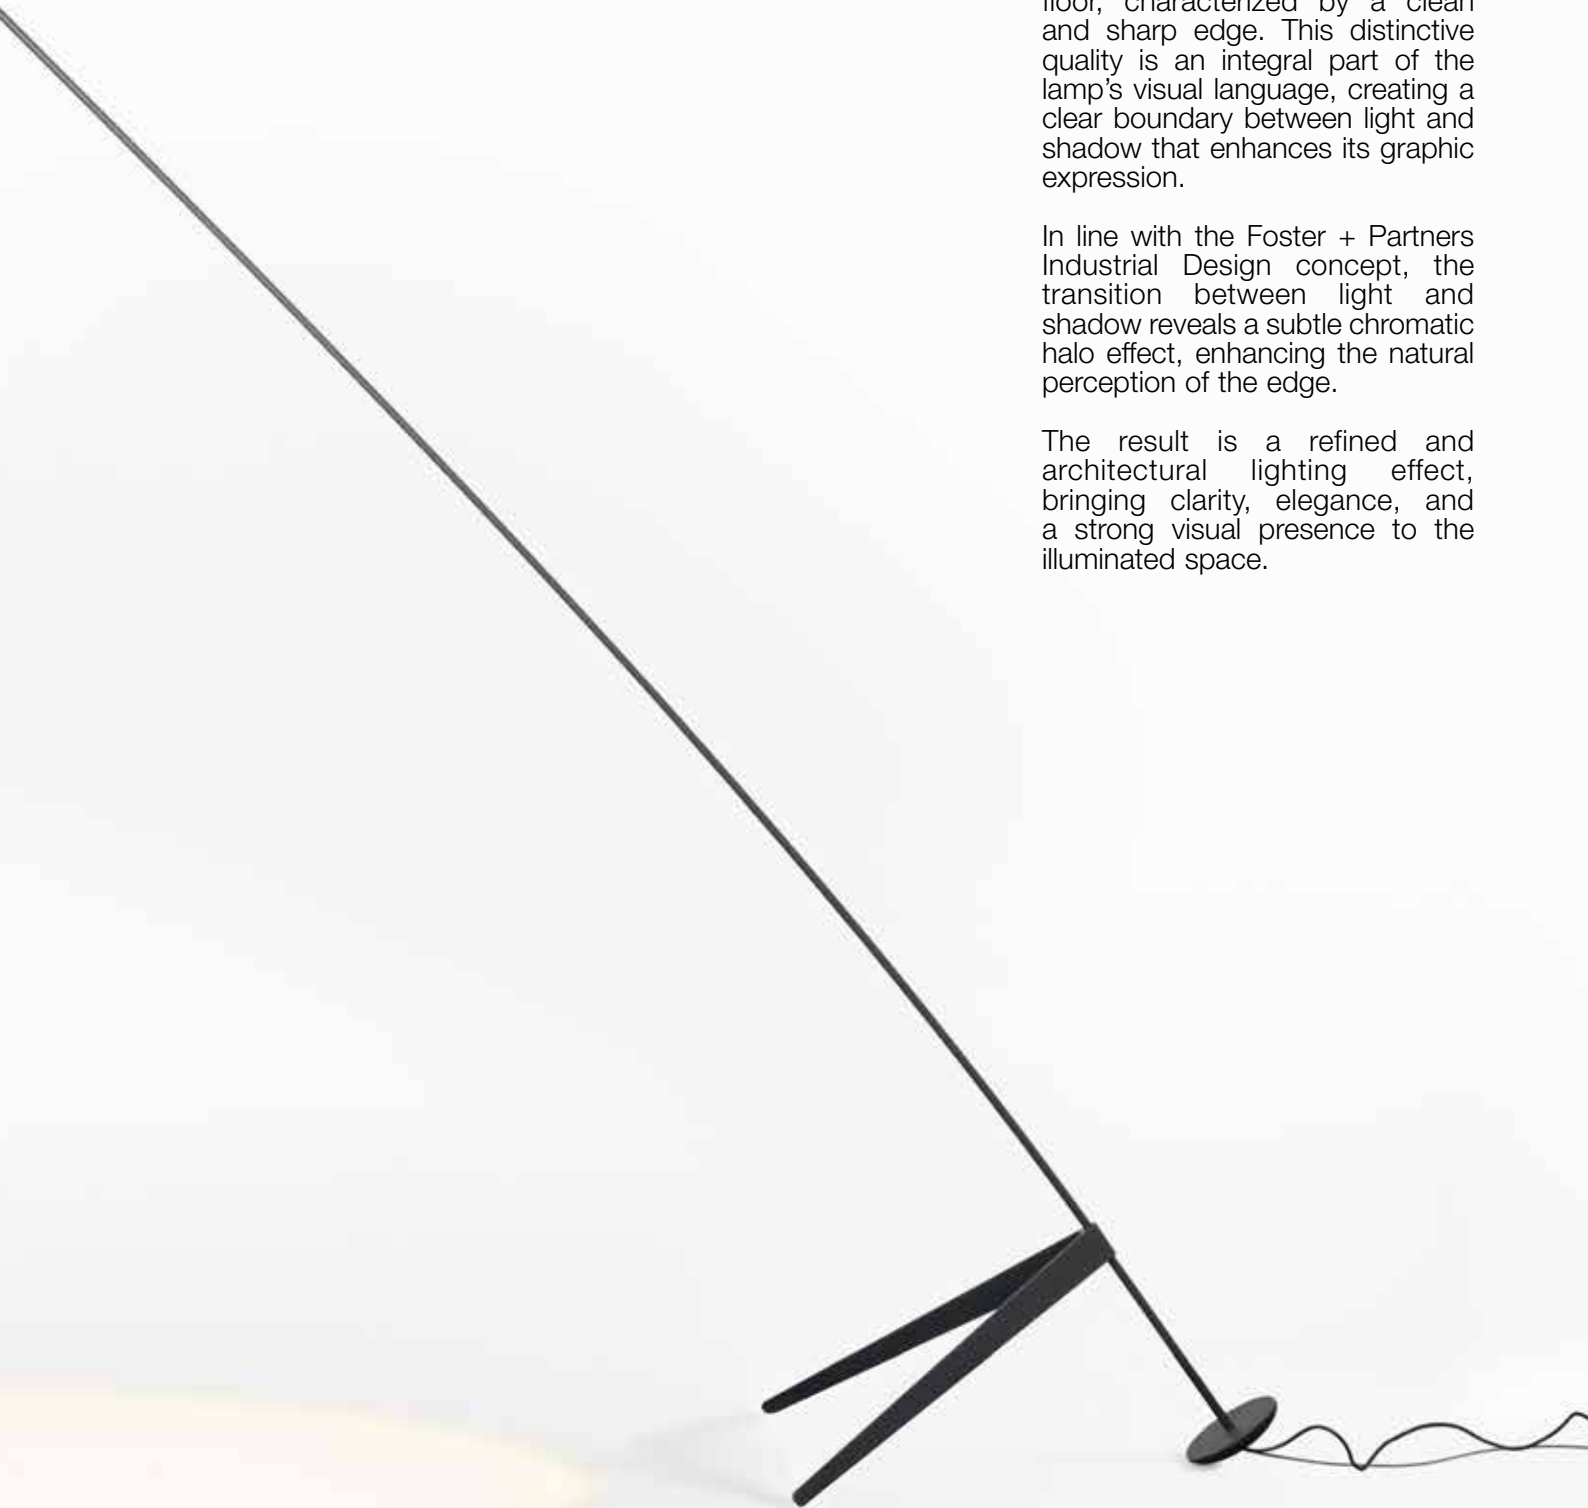 floor, characterized by a clean
and sharp edge. This distinctive
quality is an integral part of the
lamp’s visual language, creating a
clear boundary between light and
shadow that enhances its graphic
expression.
In line with the Foster + Partners
Industrial Design concept, the
transition between light and
shadow reveals a subtle chromatic
halo effect, enhancing the natural
perception of the edge.
The result is a refined and
architectural lighting effect,
bringing clarity, elegance, and
a strong visual presence to the
illuminated space.